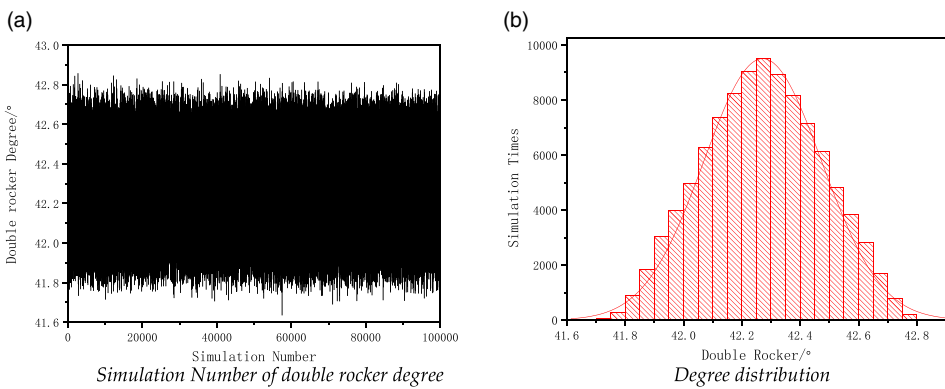 (a)
43.0
42.8
42.6
42.4
42.2
42.0
41.8
41.6
Double rocker Degree/°
0 20000 40000 60000 80000 100000
Simulation Number
Simulation Number of double rocker degree
(b)
10000
8000
6000
4000
2000
0
Simulation Times
41.6 41.8 42.0 42.2 42.4 42.6 42.8
Double Rocker/°
Degree distribution